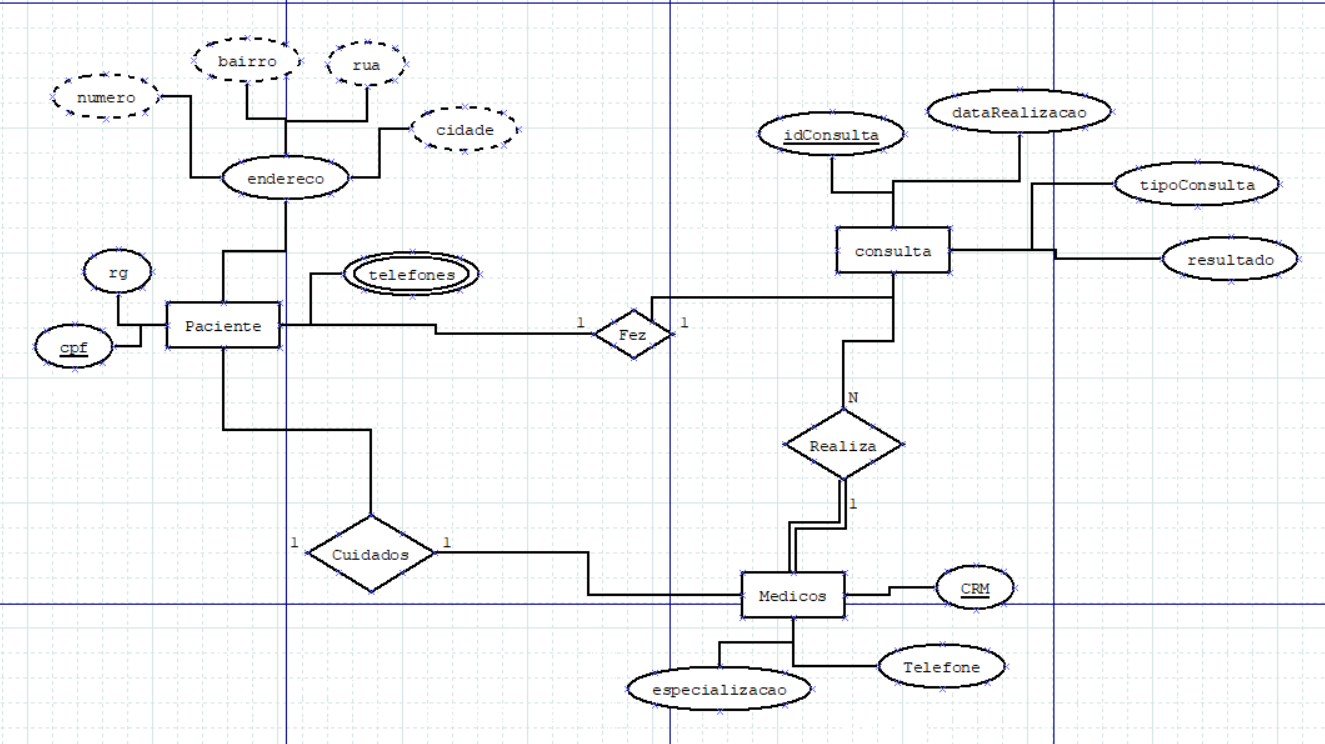 bairro
rua
numero
cidade
endereco
dataRealizacao
idConsulta
tipoConsulta
consulta
resultado
rg
telefones
Paciente
cpf
1
Fez
1
N
Realiza
1
1
Cuidados
1
Medicos
CRM
especializacao
Telefone